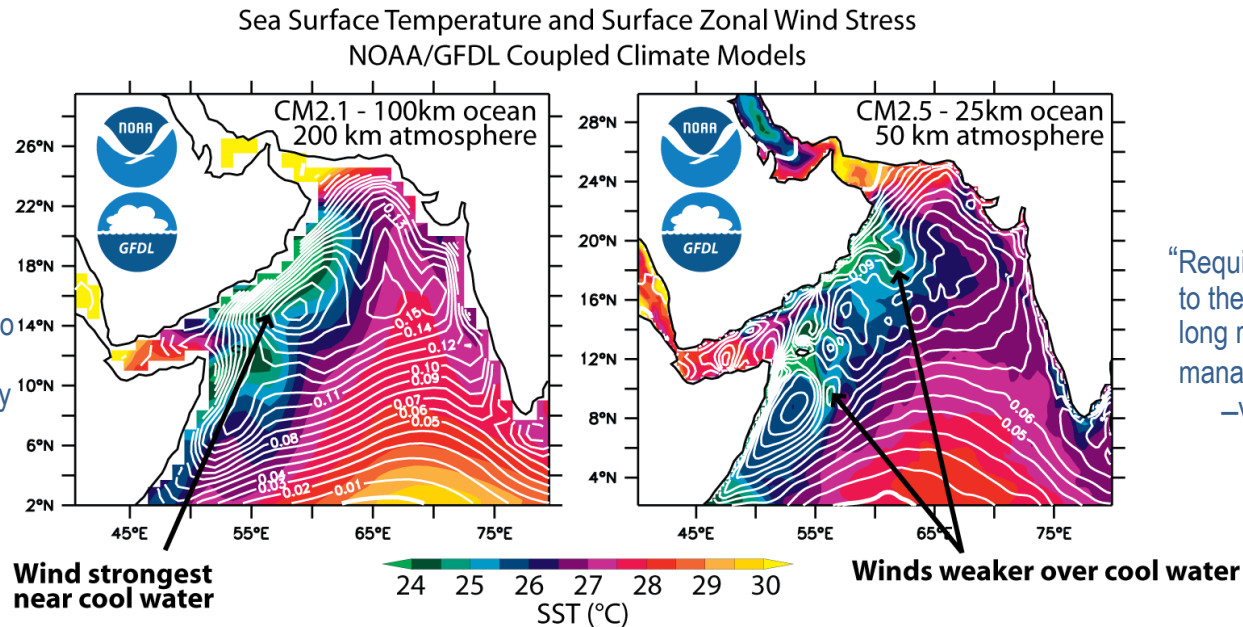 Sea Surface Temperature and Surface Zonal Wind Stress
NOAA/GFDL Coupled Climate Models
CM2.1 - 100km ocean
200 km atmosphere
NOAA
GFDL
26°N
22°N
18°N
14°N
10°N
6°N
2°N
45°E
55°E
65°E
75°E
0.13
0.15
0.14
0.12
0.10
0.09
0.11
0.07
0.06
0.05
0.08
0.04
0.03
0.02
0.01
CM2.5 - 25km ocean
50 km atmosphere
NOAA
GFDL
28°N
24°N
20°N
16°N
12°N
8°N
4°N
45°E
55°E
65°E
75°E
0.09
0.06
0.05
Wind strongest
near cool water
24 25 26 27 28 29 30
SST (°C)
Winds weaker over cool water
to the
long